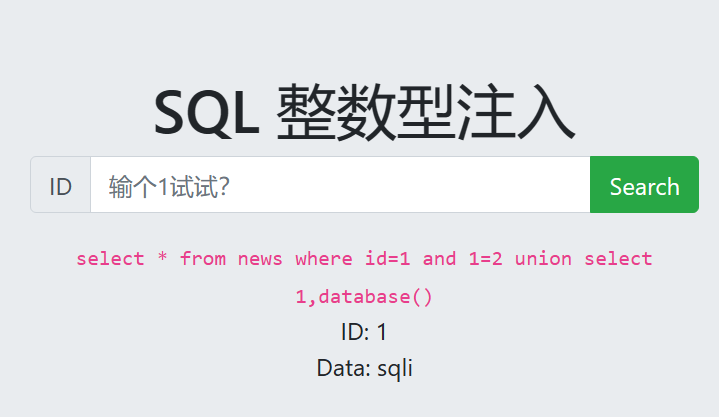 SQL 整数型注入
ID 输个1试试？ Search
select * from news where id=1 and 1=2 union select
1,database()
ID: 1
Data: sqli